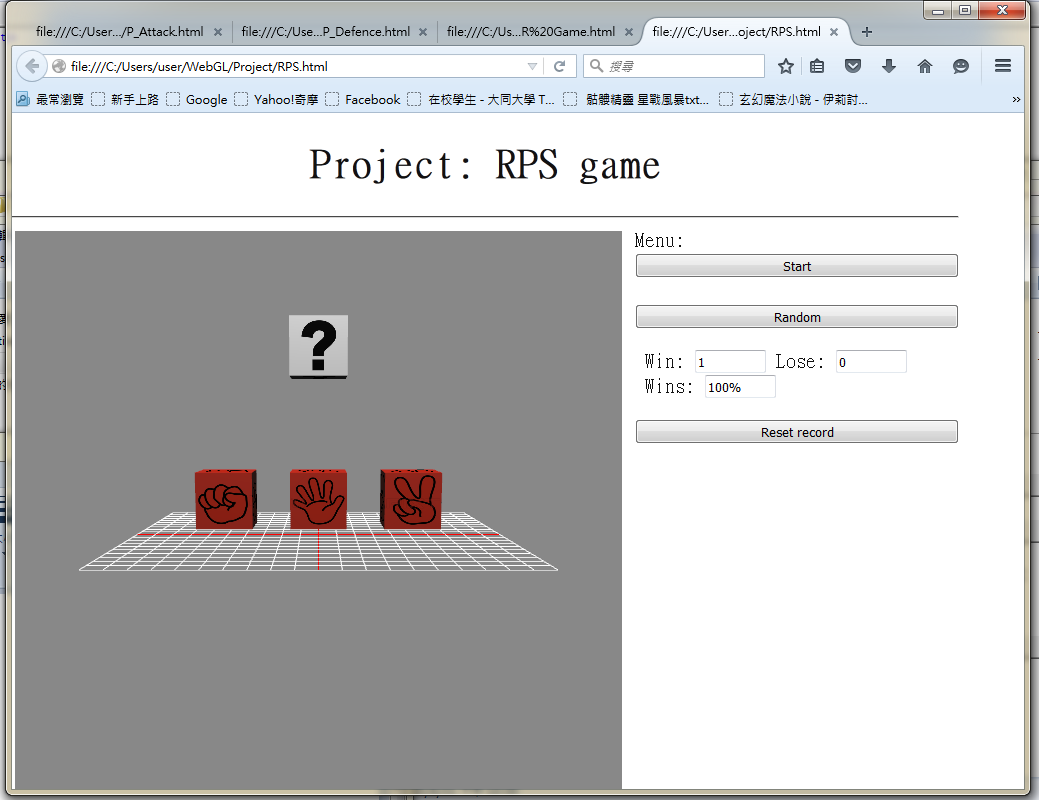 file:///C:/User.../P_Attack.html
file:///C:/Use...P_Defence.html
file:///C:/Us...R%20Game.html
file:///C:/User...oject/RPS.html
file:///C:/Users/user/WebGL/Project/RPS.html
搜尋
最常瀏覽 新手上路 Google Yahoo!奇摩 Facebook 在校學生 - 大同大學 T... 骷髏精靈 星戰風暴txt... 玄幻魔法小說 - 伊莉討...
Project: RPS game
Menu:
Start
Random
Win: 1 Lose: 0
Wins: 100%
Reset record
?